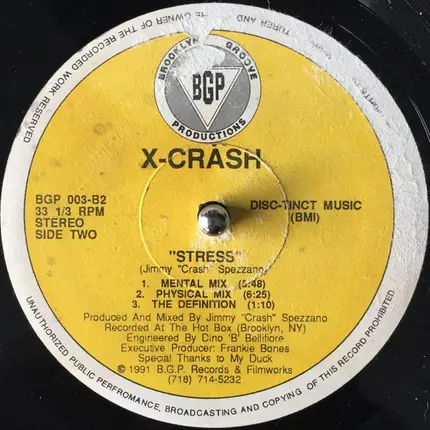 BROOKLYN GROOVE
BGP
PRODUCTIONS
X-CRASH
BGP 003-B2
33 1/3 RPM
STEREO
SIDE TWO
DISC-TINCT MUSIC
(BMI)
"STRESS"
(Jimmy "Crash" Spezzano)
1. MENTAL MIX (5:48)
2. PHYSICAL MIX (6:25)
3. THE DEFINITION (1:10)
Produced And Mixed By Jimmy "Crash" Spezzano
Recorded At The Hot Box (Brooklyn, NY)
Engineered By Dino 'B' Bellifiore
Executive Producer: Frankie Bones
Special Thanks to My Duck
© 1991 B.G.P. Records & Filmworks
(718) 714-5232
UNAUTHORIZED PUBLIC PERFROMANCE, BROADCASTING AND COPYING OF THIS RECORD PROHIBITED
TURER AND
OWNER OF THE RECORDED WORK RESERVED